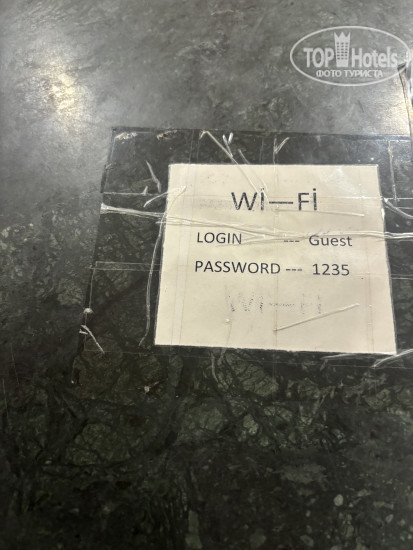 TOP Hotels
ФОТО ТУРИСТА
Wİ—Fİ
LOGIN --- Guest
PASSWORD --- 1235
Wİ—Fİ